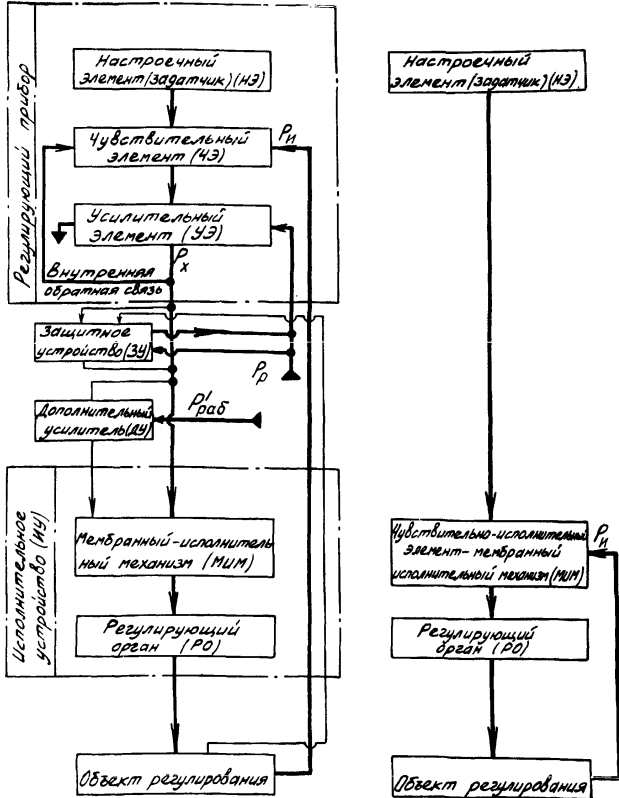 Регулирующий прибор
Настроечный
элемент/задатчик)(НЭ)
Чувствительный
элемент (ЧЭ)
Pи
Усилительный
элемент (УЭ)
Pх
Внутренняя
обратная связь
Защитное
устройство(ЗУ)
Pр
Дополнительный
усилитель(ДУ)
P'раб
Исполнительное
устройство (ИУ)
Мембранный-исполнитель
ный механизм (МИМ)
Регулирующий
орган (РО)
Объект регулирования
Настроечный
элемент/задатчик)(НЭ)
Чувствительно-исполнительный
элемент-мембранный
исполнительный механизм(МИМ)
Pи
Регулирующий
орган (РО)
Объект регулирования